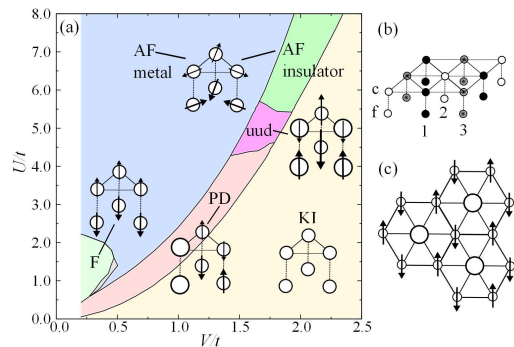 (a)
AF
metal
AF
insulator
uud
PD
F
KI
U/t
8.0
7.0
6.0
5.0
4.0
3.0
2.0
1.0
0.0
0.0 0.5 1.0 1.5 2.0 2.5
V/t
(b)
c
f
2
1 3
(c)